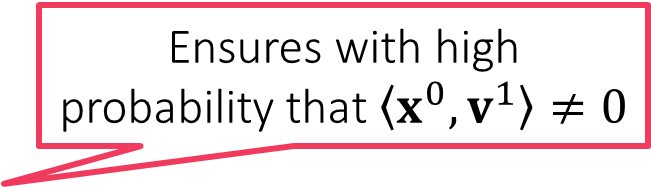 Ensures with high
probability that ⟨𝐱⁰, 𝐯¹⟩ ≠ 0